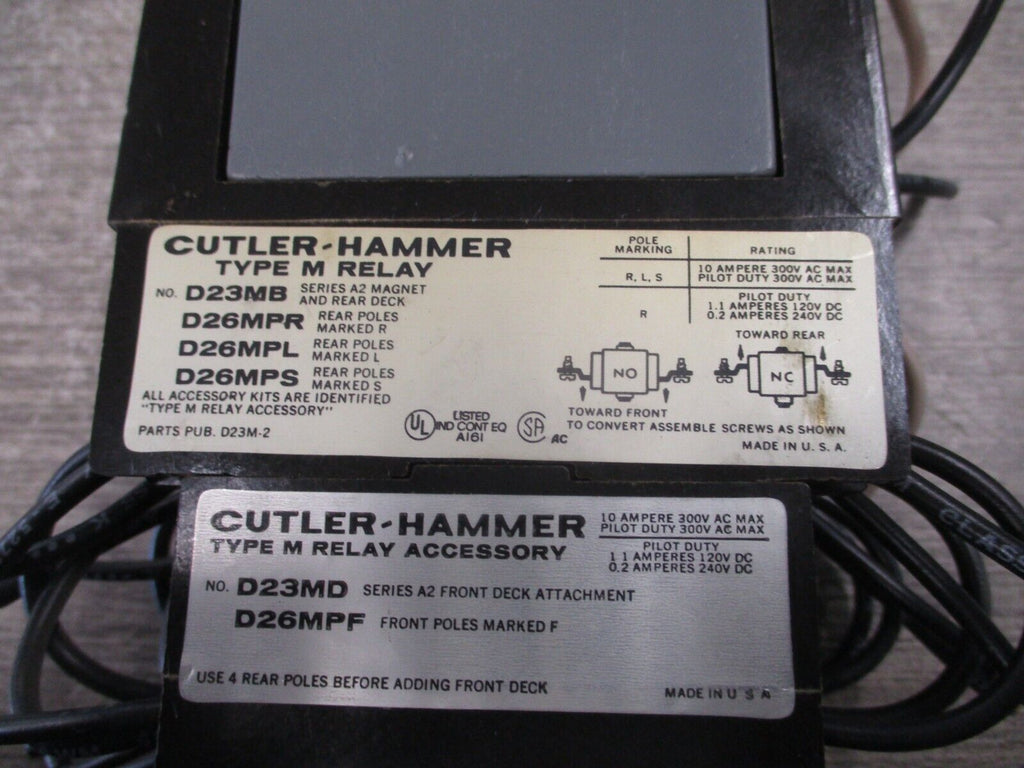 CUTLER-HAMMER
TYPE M RELAY
NO. D23MB SERIES A2 MAGNET AND REAR DECK
D26MPR REAR POLES MARKED R
D26MPL REAR POLES MARKED L
D26MPS REAR POLES MARKED S
ALL ACCESSORY KITS ARE IDENTIFIED
"TYPE M RELAY ACCESSORY"
PARTS PUB. D23M-2
UL LISTED
IND CONT EQ
A161
SA AC
POLE MARKING RATING
R, L, S 10 AMPERE 300V AC MAX
PILOT DUTY 300V AC MAX
R PILOT DUTY
1.1 AMPERES 120V DC
0.2 AMPERES 240V DC
TOWARD REAR
NO NC
TOWARD FRONT
TO CONVERT ASSEMBLE SCREWS AS SHOWN
MADE IN U. S. A.
CUTLER-HAMMER
TYPE M RELAY ACCESSORY
10 AMPERE 300V AC MAX
PILOT DUTY 300V AC MAX
PILOT DUTY
1.1 AMPERES 120V DC
0.2 AMPERES 240V DC
NO. D23MD SERIES A2 FRONT DECK ATTACHMENT
D26MPF FRONT POLES MARKED F
USE 4 REAR POLES BEFORE ADDING FRONT DECK
MADE IN U S A